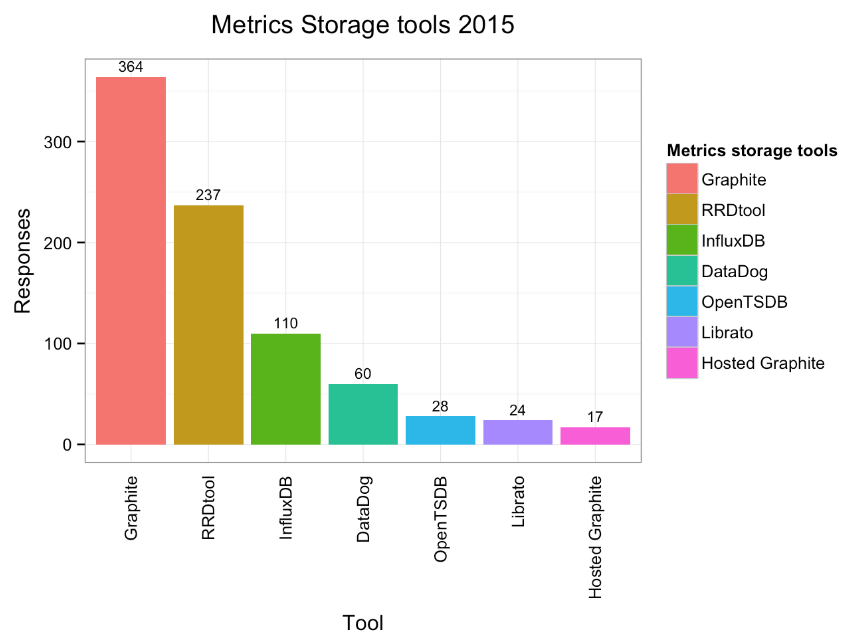 Metrics Storage tools 2015
364
237
110
60
28
24
17
300
200
100
0
Responses
Graphite
RRDtool
InfluxDB
DataDog
OpenTSDB
Librato
Hosted Graphite
Tool
Metrics storage tools
Graphite
RRDtool
InfluxDB
DataDog
OpenTSDB
Librato
Hosted Graphite